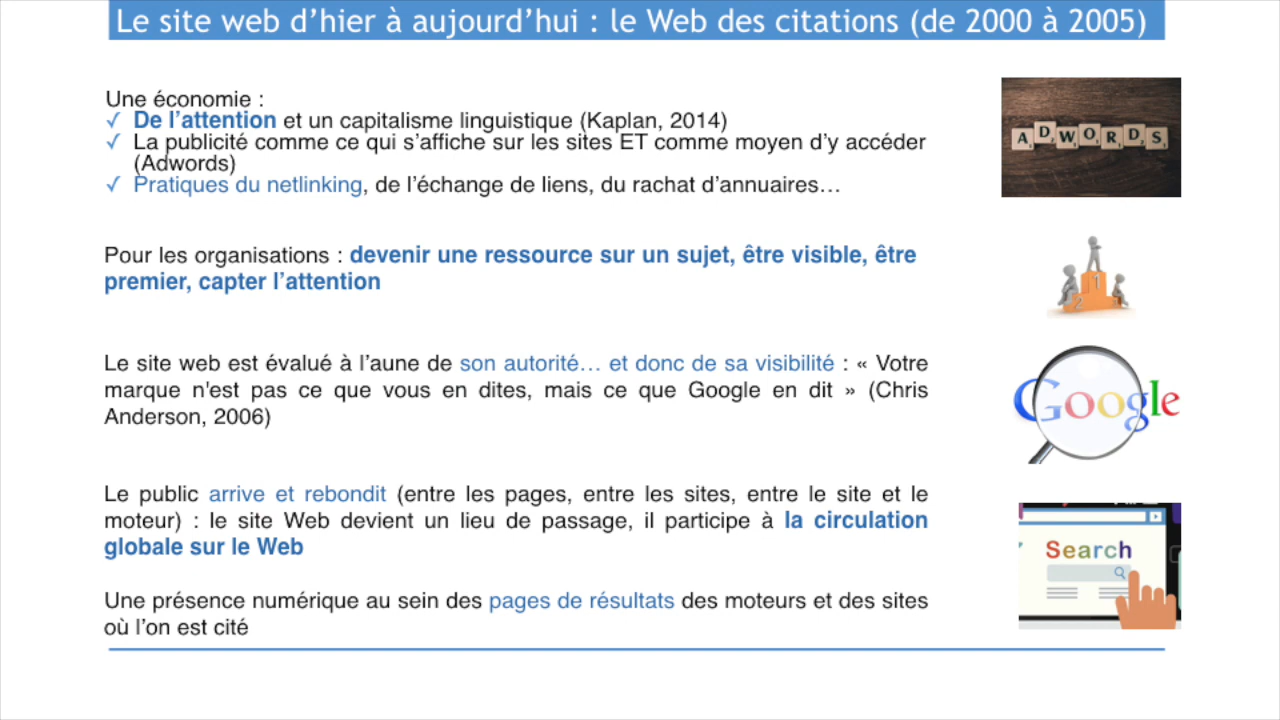 Le site web d’hier à aujourd’hui : le Web des citations (de 2000 à 2005)
Une économie :
✓ De l’attention et un capitalisme linguistique (Kaplan, 2014)
✓ La publicité comme ce qui s’affiche sur les sites ET comme moyen d’y accéder
(Adwords)
✓ Pratiques du netlinking, de l’échange de liens, du rachat d’annuaires…
ADWORDS
Pour les organisations : devenir une ressource sur un sujet, être visible, être
premier, capter l’attention
1
2
Le site web est évalué à l’aune de son autorité… et donc de sa visibilité : « Votre
marque n'est pas ce que vous en dites, mais ce que Google en dit » (Chris
Anderson, 2006)
Google
Le public arrive et rebondit (entre les pages, entre les sites, entre le site et le
moteur) : le site Web devient un lieu de passage, il participe à la circulation
globale sur le Web
Search
Une présence numérique au sein des pages de résultats des moteurs et des sites
où l’on est cité